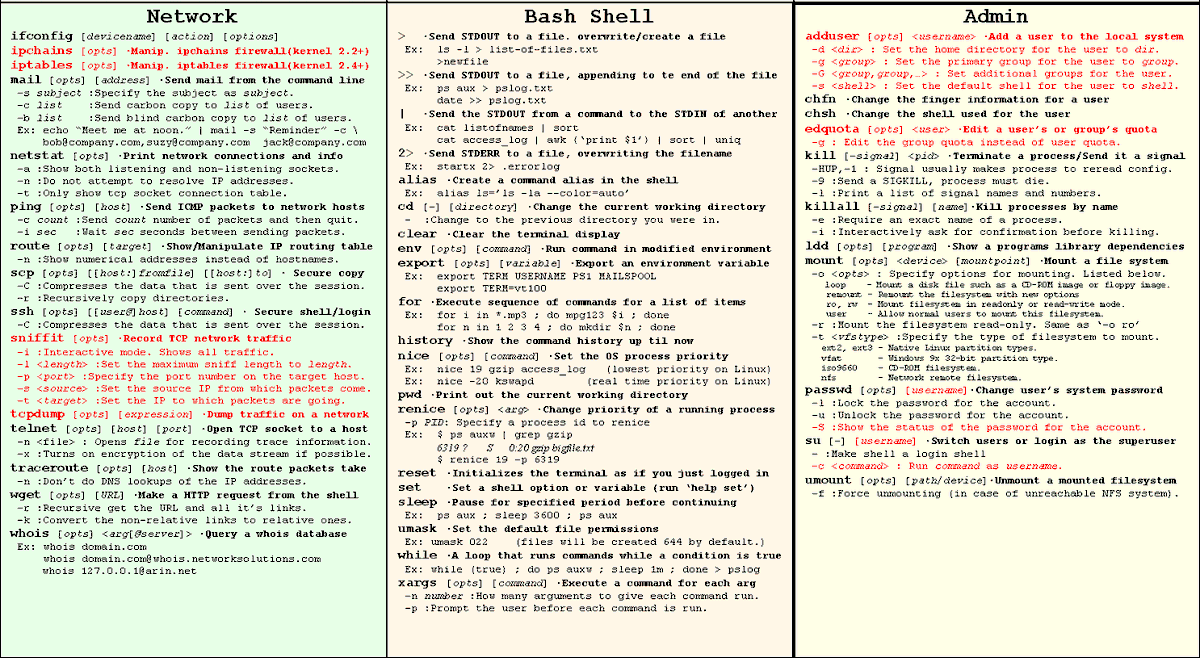 Network
ifconfig [devicename] [action] [options]
ipchains [opts] ·Manip. ipchains firewall(kernel 2.2+)
iptables [opts] ·Manip. iptables firewall(kernel 2.4+)
mail [opts] [address] ·Send mail from the command line
-s subject :Specify the subject as subject.
-c list :Send carbon copy to list of users.
-b list :Send blind carbon copy to list of users.
Ex: echo “Meet me at noon.” | mail -s “Reminder” -c \
bob@company.com,suzy@company.com jack@company.com
netstat [opts] ·Print network connections and info
-a :Show both listening and non-listening sockets.
-n :Do not attempt to resolve IP addresses.
-t :Only show tcp socket connection table.
ping [opts] [host] ·Send ICMP packets to network hosts
-c count :Send count number of packets and then quit.
-i sec :Wait sec seconds between sending packets.
route [opts] [target] ·Show/Manipulate IP routing table
-n :Show numerical addresses instead of hostnames.
scp [opts] [[host:]fromfile] [[host:]to] · Secure copy
-C :Compresses the data that is sent over the session.
-r :Recursively copy directories.
ssh [opts] [[user@]host] [command] · Secure shell/login
-C :Compresses the data that is sent over the session.
sniffit [opts] ·Record TCP network traffic
-i :Interactive mode. Shows all traffic.
-l <length> :Set the maximum sniff length to length.
-p <port> :Specify the port number on the target host.
-s <source> :Set the source IP from which packets come.
-t <target> :Set the IP to which packets are going.
tcpdump [opts] [expression] ·Dump traffic on a network
telnet [opts] [host] [port] ·Open TCP socket to a host
-n <file> : Opens file for recording trace information.
-x :Turns on encryption of the data stream if possible.
traceroute [opts] [host] ·Show the route packets take
-n :Don’t do DNS lookups of the IP addresses.
wget [opts] [URL] ·Make a HTTP request from the shell
-r :Recursive get the URL and all it’s links.
-k :Convert the non-relative links to relative ones.
whois [opts] <arg[@server]> ·Query a whois database
Ex: whois domain.com
whois domain.com@whois.networksolutions.com
whois 127.0.0.1@arin.net
Bash Shell
> ·Send STDOUT to a file. overwrite/create a file
Ex: ls -l > list-of-files.txt
>newfile
>> ·Send STDOUT to a file, appending to te end of the file
Ex: ps aux > pslog.txt
date >> pslog.txt
| ·Send the STDOUT from a command to the STDIN of another
Ex: cat listofnames | sort
cat access_log | awk (‘print $1’) | sort | uniq
2> ·Send STDERR to a file, overwriting the filename
Ex: startx 2> .errorlog
alias ·Create a command alias in the shell
Ex: alias ls=’ls -la --color=auto’
cd [-] [directory] ·Change the current working directory
- :Change to the previous directory you were in.
clear ·Clear the terminal display
env [opts] [command] ·Run command in modified environment
export [opts] [variable] ·Export an environment variable
Ex: export TERM USERNAME PS1 MAILSPOOL
export TERM=vt100
for ·Execute sequence of commands for a list of items
Ex: for i in *.mp3 ; do mpg123 $i ; done
for n in 1 2 3 4 ; do mkdir $n ; done
history ·Show the command history up til now
nice [opts] [command] ·Set the OS process priority
Ex: nice 19 gzip access_log (lowest priority on Linux)
Ex: nice -20 kswapd (real time priority on Linux)
pwd ·Print out the current working directory
renice [opts] <arg> ·Change priority of a running process
-p PID: Specify a process id to renice
Ex: $ ps auxw | grep gzip
6319 ? S 0:20 gzip bigfile.txt
$ renice 19 -p 6319
reset ·Initializes the terminal as if you just logged in
set ·Set a shell option or variable (run ‘help set’)
sleep ·Pause for specified period before continuing
Ex: ps aux ; sleep 3600 ; ps aux
umask ·Set the default file permissions
Ex: umask 022 (files will be created 644 by default.)
while ·A loop that runs commands while a condition is true
Ex: while (true) ; do ps auxw ; sleep 1m ; done > pslog
xargs [opts] [command] ·Execute a command for each arg
-n number :How many arguments to give each command run.
-p :Prompt the user before each command is run.
Admin
adduser [opts] <username> ·Add a user to the local system
-d <dir> : Set the home directory for the user to dir.
-g <group> : Set the primary group for the user to group.
-G <group,group,…> : Set additional groups for the user.
-s <shell> : Set the default shell for the user to shell.
chfn ·Change the finger information for a user
chsh ·Change the shell used for the user
edquota [opts] <user> ·Edit a user’s or group’s quota
-g : Edit the group quota instead of user quota.
kill [-signal] <pid> ·Terminate a process/Send it a signal
-HUP,-1 : Signal usually makes process to reread config.
-9 :Send a SIGKILL, process must die.
-l :Print a list of signal names and numbers.
killall [-signal] [name]·Kill processes by name
-e :Require an exact name of a process.
-i :Interactively ask for confirmation before killing.
ldd [opts] [program] ·Show a programs library dependencies
mount [opts] <device> [mountpoint] ·Mount a file system
-o <opts> : Specify options for mounting. Listed below.
loop - Mount a disk file such as a CD-ROM image or floppy image.
remount - Remount the filesystem with new options
ro, rw - Mount filesystem in readonly or read-write mode.
user - Allow normal users to mount this filesystem.
-r :Mount the filesystem read-only. Same as ‘-o ro’
-t <vfstype> :Specify the type of filesystem to mount.
ext2, ext3 - Native Linux partition types.
vfat - Windows 9x 32-bit partition type.
iso9660 - CD-ROM filesystem.
nfs - Network remote filesystem.
passwd [opts] [username] ·Change user’s system password
-l :Lock the password for the account.
-u :Unlock the password for the account.
-S :Show the status of the password for the account.
su [-] [username] ·Switch users or login as the superuser
- :Make shell a login shell
-c <command> : Run command as username.
umount [opts] [path/device] ·Unmount a mounted filesystem
-f :Force unmounting (in case of unreachable NFS system).